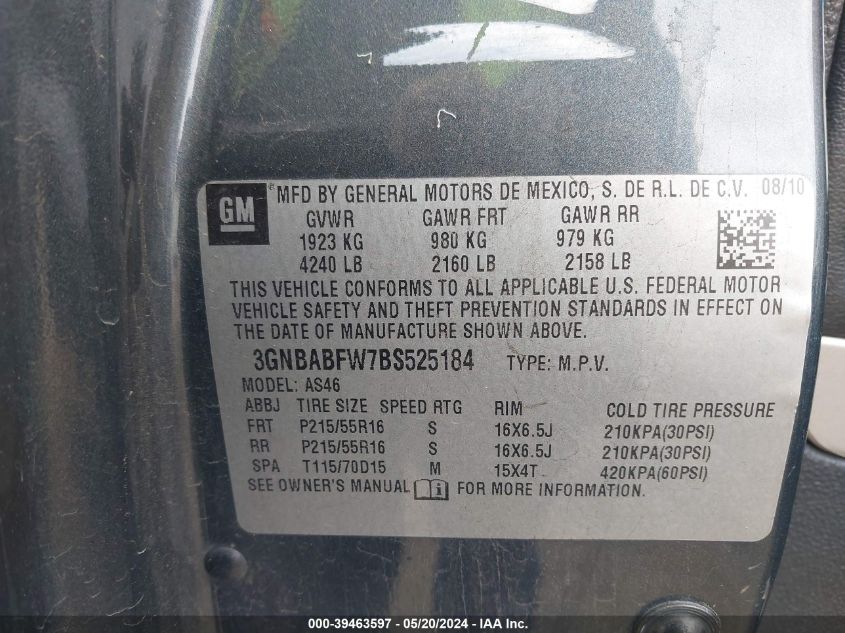 GM MFD BY GENERAL MOTORS DE MEXICO, S. DE R.L. DE C.V. 08/10
GVWR GAWR FRT GAWR RR
1923 KG 980 KG 979 KG
4240 LB 2160 LB 2158 LB
THIS VEHICLE CONFORMS TO ALL APPLICABLE U.S. FEDERAL MOTOR
VEHICLE SAFETY AND THEFT PREVENTION STANDARDS IN EFFECT ON
THE DATE OF MANUFACTURE SHOWN ABOVE.
3GNBABFW7BS525184 TYPE: M.P.V.
MODEL: AS46
ABBJ TIRE SIZE SPEED RTG RIM COLD TIRE PRESSURE
FRT P215/55R16 S 16X6.5J 210KPA(30PSI)
RR P215/55R16 S 16X6.5J 210KPA(30PSI)
SPA T115/70D15 M 15X4T 420KPA(60PSI)
SEE OWNER'S MANUAL FOR MORE INFORMATION.
000-39463597 - 05/20/2024 - IAA Inc.